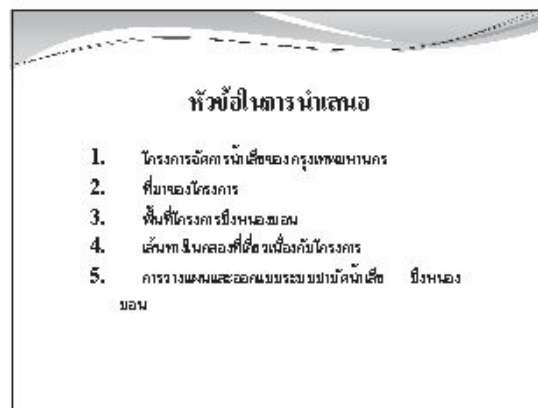 หัวข้อในการนำเสนอ
1. โครงการจัดการน้ำเสียของกรุงเทพมหานคร
2. ที่มาของโครงการ
3. พื้นที่โครงการบึงหนองบอน
4. เส้นทางในคลองที่เกี่ยวเนื่องกับโครงการ
5. การวางแผนและออกแบบระบบบำบัดน้ำเสีย บึงหนอง
บอน